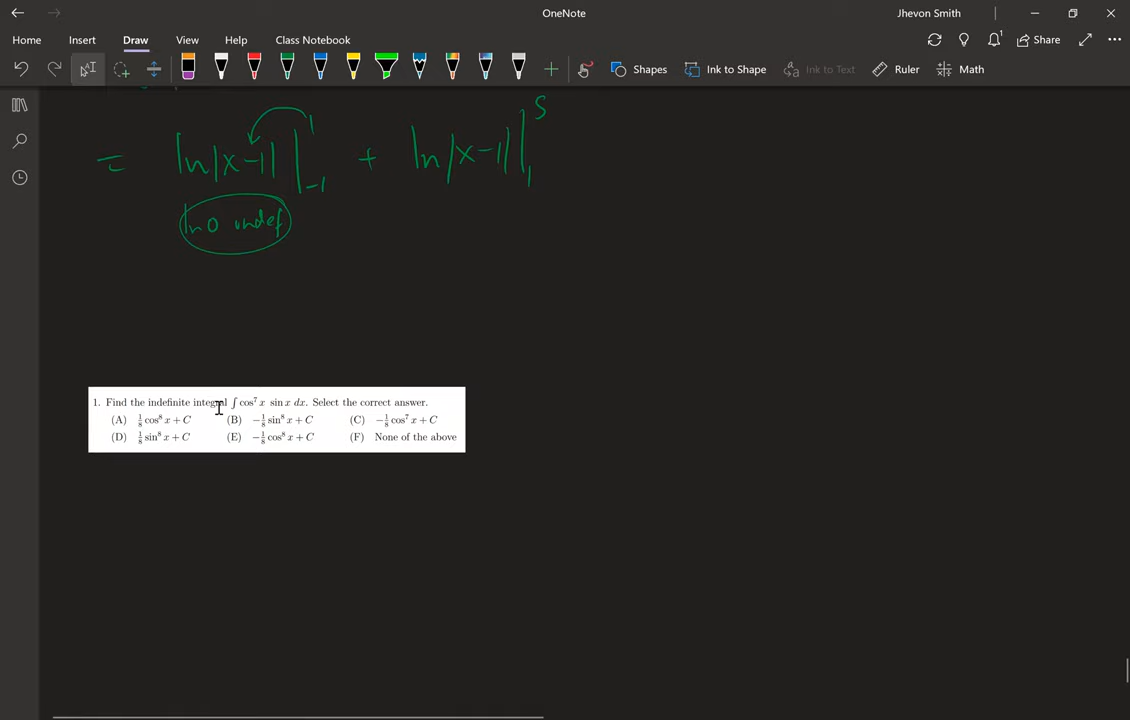 OneNote
Jhevon Smith
Home Insert Draw View Help Class Notebook
1 Share
Shapes Ink to Shape Ink to Text Ruler Math
= ln|x-1| |₋₁¹ + ln|x-1| |₁⁵
ln 0 undef
1. Find the indefinite integral ∫ cos⁷ x sin x dx. Select the correct answer.
(A) 1/8 cos⁸ x + C (B) −1/8 sin⁸ x + C (C) −1/8 cos⁷ x + C
(D) 1/8 sin⁸ x + C (E) −1/8 cos⁸ x + C (F) None of the above